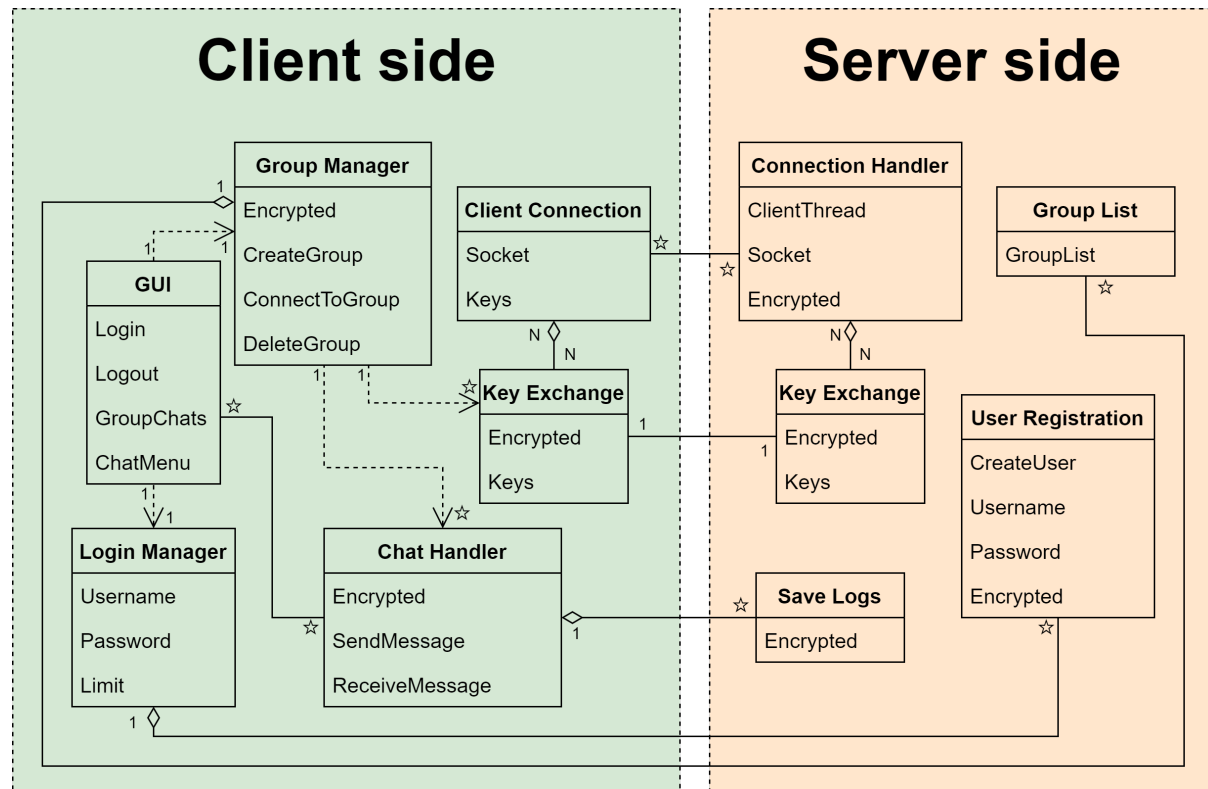 Client side
Server side
Group Manager
Encrypted
CreateGroup
ConnectToGroup
DeleteGroup
1
1
1
1
1
GUI
Login
Logout
GroupChats
ChatMenu
☆
1
1
Login Manager
Username
Password
Limit
1
Client Connection
Socket
Keys
☆
☆
N
N
Key Exchange
Encrypted
Keys
☆
1
1
Chat Handler
Encrypted
SendMessage
ReceiveMessage
☆
☆
1
☆
Connection Handler
ClientThread
Socket
Encrypted
N
N
Key Exchange
Encrypted
Keys
Group List
GroupList
☆
User Registration
CreateUser
Username
Password
Encrypted
☆
Save Logs
Encrypted